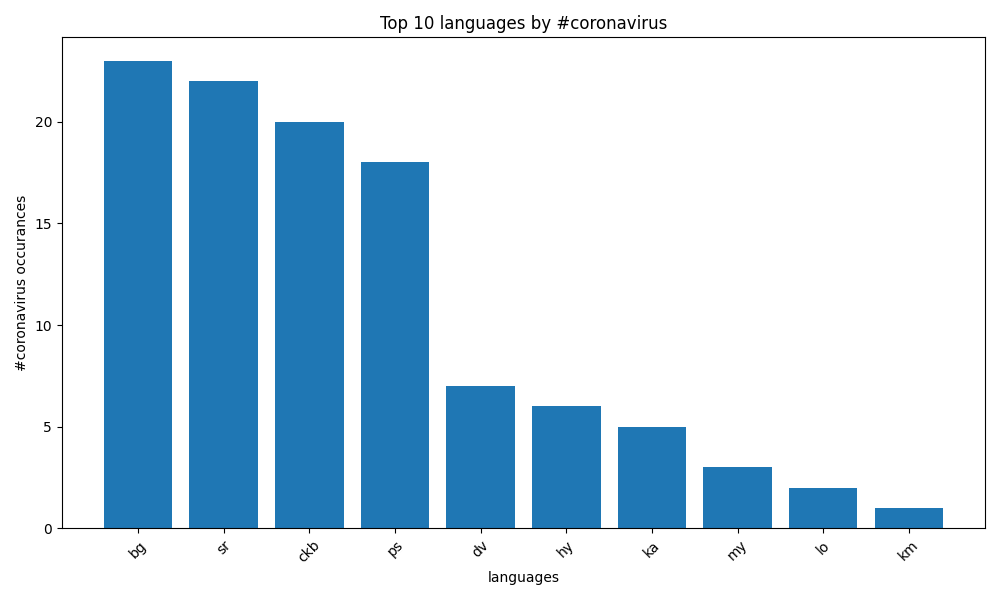 Top 10 languages by #coronavirus
#coronavirus occurances
20
15
10
5
0
bg sr ckb ps dv hy ka my lo km
languages